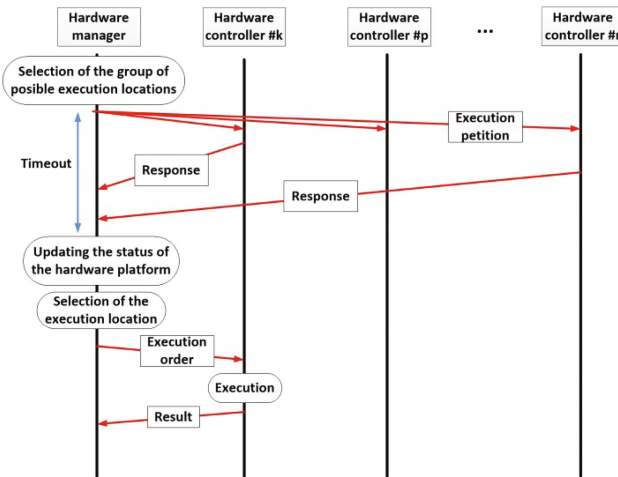 Hardware
manager
Hardware
controller #k
Hardware
controller #p
...
Hardware
controller #n
Selection of the group of
posible execution locations
Execution
petition
Timeout
Response
Response
Updating the status of
the hardware platform
Selection of the
execution location
Execution
order
Execution
Result